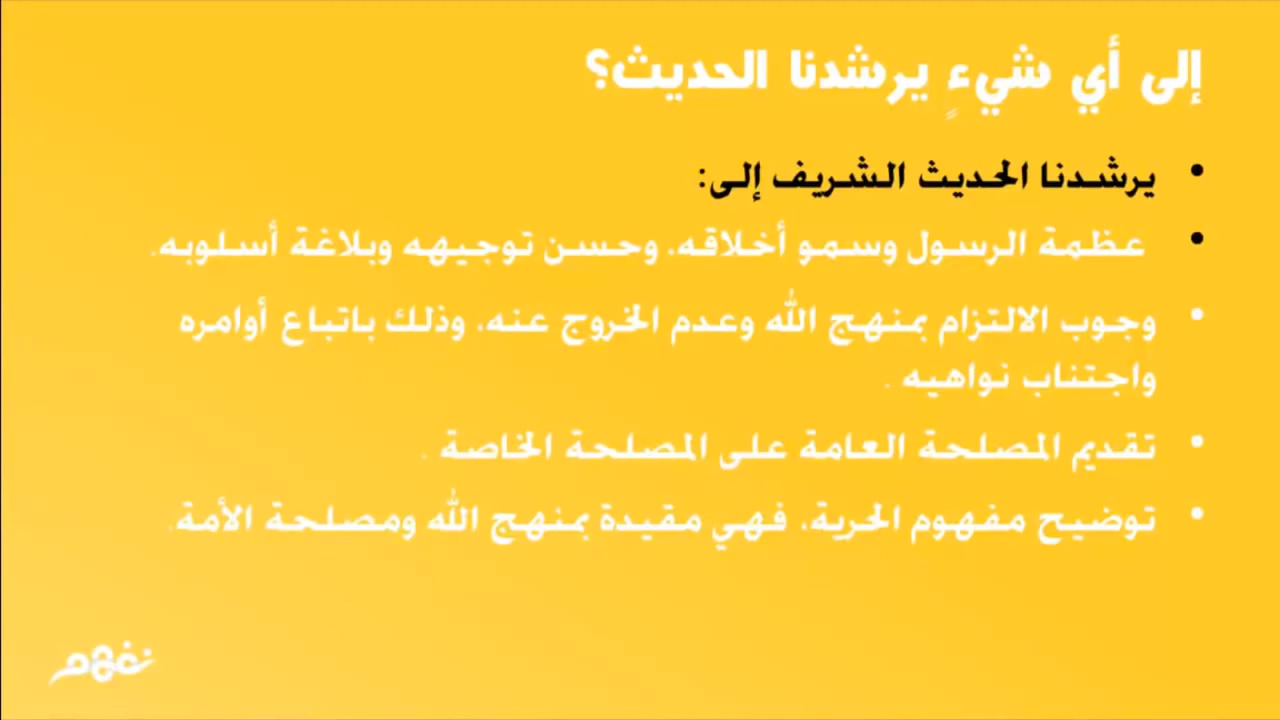 إلى أي شيءٍ يرشدنا الحديث؟
• يرشدنا الحديث الشريف إلى:
• عظمة الرسول وسمو أخلاقه، وحسن توجيهه وبلاغة أسلوبه.
• وجوب الالتزام بمنهج الله وعدم الخروج عنه، وذلك باتباع أوامره
واجتناب نواهيه .
• تقديم المصلحة العامة على المصلحة الخاصة .
• توضيح مفهوم الحرية، فهي مقيدة بمنهج الله ومصلحة الأمة.
نفهم